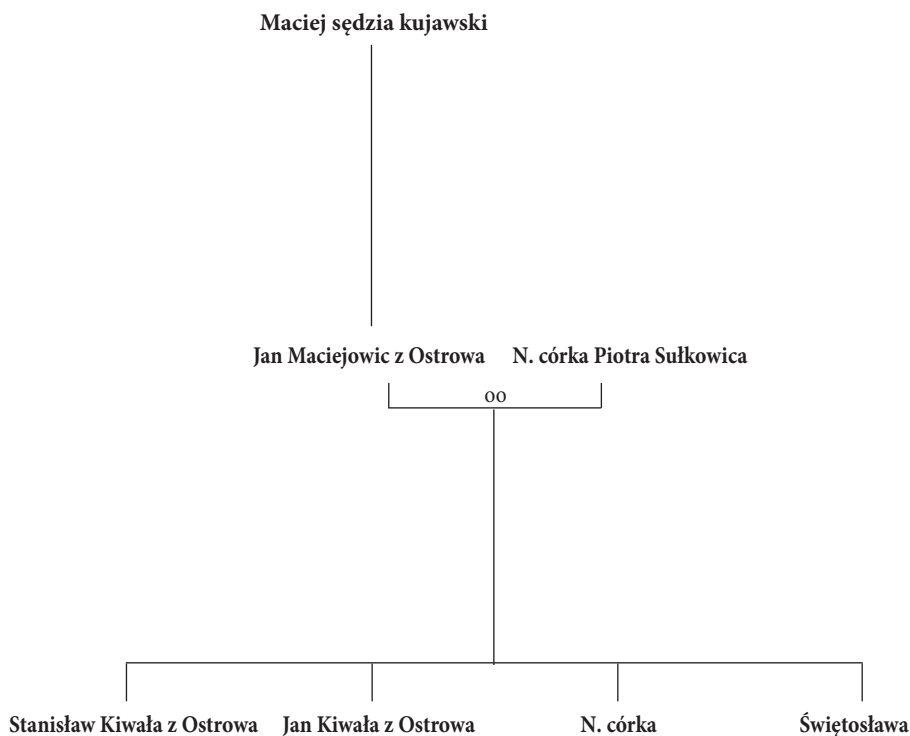 Maciej sędzia kujawski
Jan Maciejowic z Ostrowa N. córka Piotra Sułkowica
oo
Stanisław Kiwała z Ostrowa Jan Kiwała z Ostrowa N. córka Świętosława